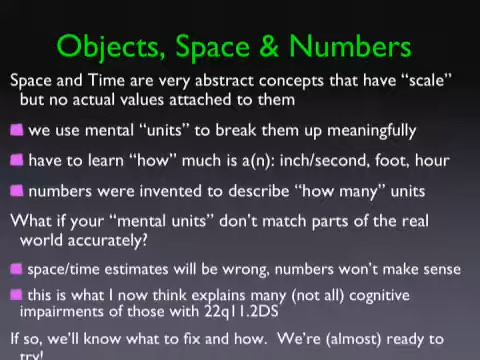 Objects, Space & Numbers
Space and Time are very abstract concepts that have “scale”
but no actual values attached to them
we use mental “units” to break them up meaningfully
have to learn “how” much is a(n): inch/second, foot, hour
numbers were invented to describe “how many” units
What if your “mental units” don’t match parts of the real
world accurately?
space/time estimates will be wrong, numbers won’t make sense
this is what I now think explains many (not all) cognitive
impairments of those with 22q11.2DS
If so, we’ll know what to fix and how. We’re (almost) ready to
try!